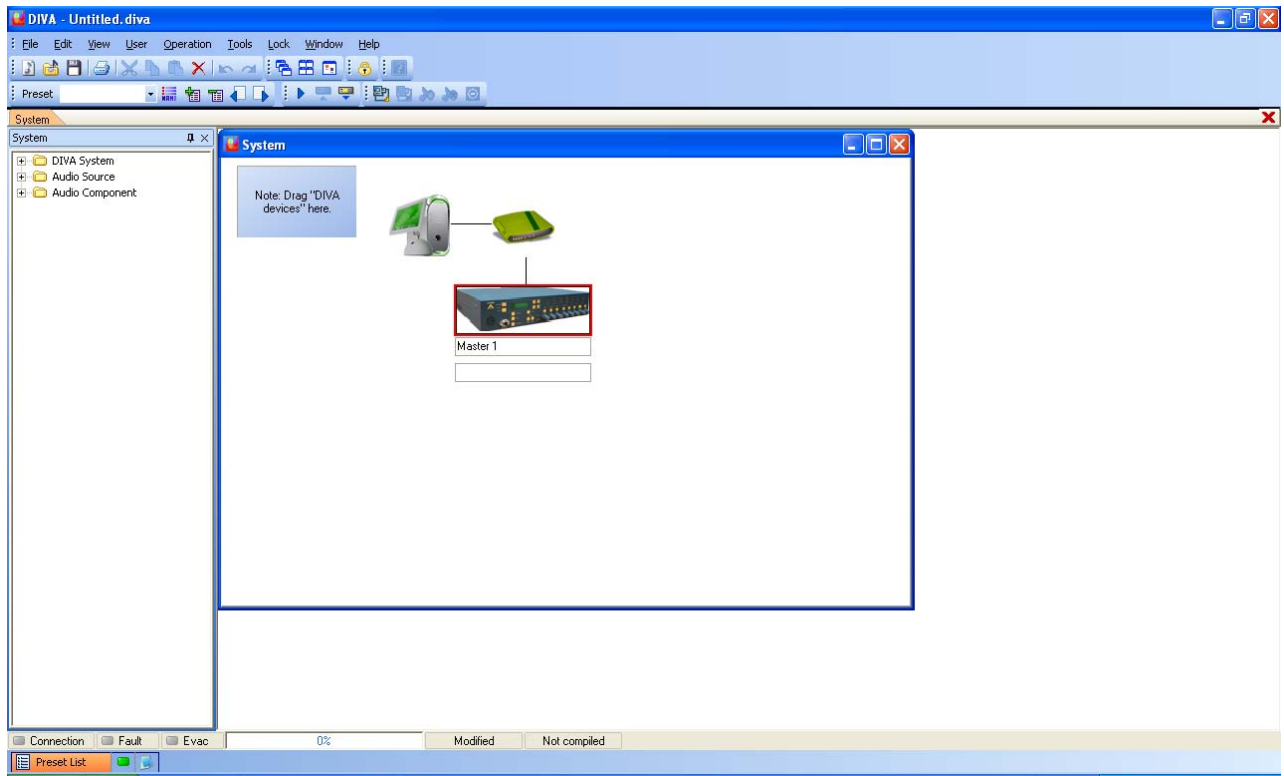 DIVA - Untitled.diva
File Edit View User Operation Tools Lock Window Help
Preset
System
System
DIVA System
Audio Source
Audio Component
System
Note: Drag "DIVA
devices" here.
Master 1
Connection Fault Evac 0% Modified Not compiled
Preset List